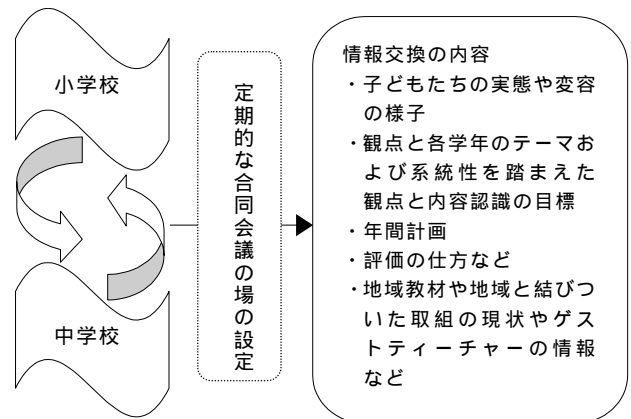 小学校
中学校
定期的な合同会議の場の設定
情報交換の内容
・子どもたちの実態や変容
の様子
・観点と各学年のテーマお
よび系統性を踏まえた
観点と内容認識の目標
・年間計画
・評価の仕方など
・地域教材や地域と結びつ
いた取組の現状やゲス
トティーチャーの情報
など